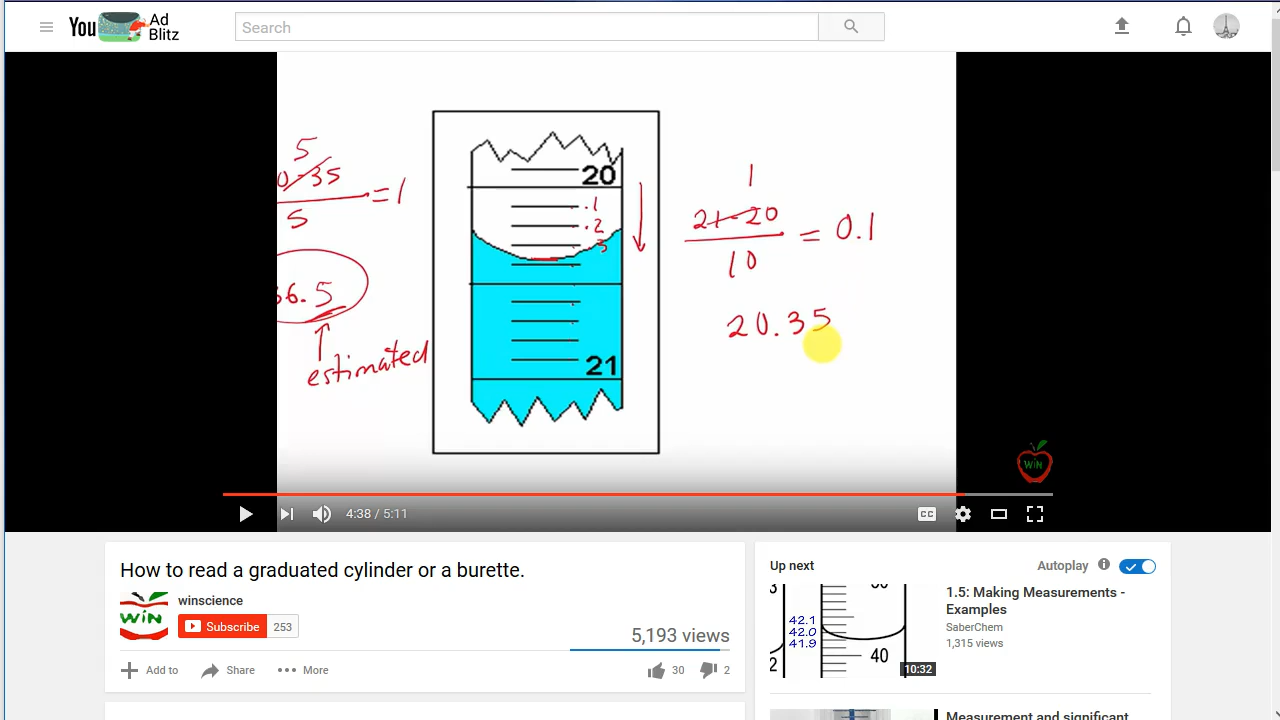 You Ad Blitz
Search
5
0-35
5
=1
36.5
estimated
20
.1
.2
3
21
1
21-20
10
= 0.1
20.35
WiN
4:38 / 5:11
CC
How to read a graduated cylinder or a burette.
WiN
winscience
Subscribe 253
5,193 views
Add to Share More
30 2
Up next
Autoplay
42.1
42.0
41.9
40
10:32
1.5: Making Measurements -
Examples
SaberChem
1,315 views
Measurement and significant